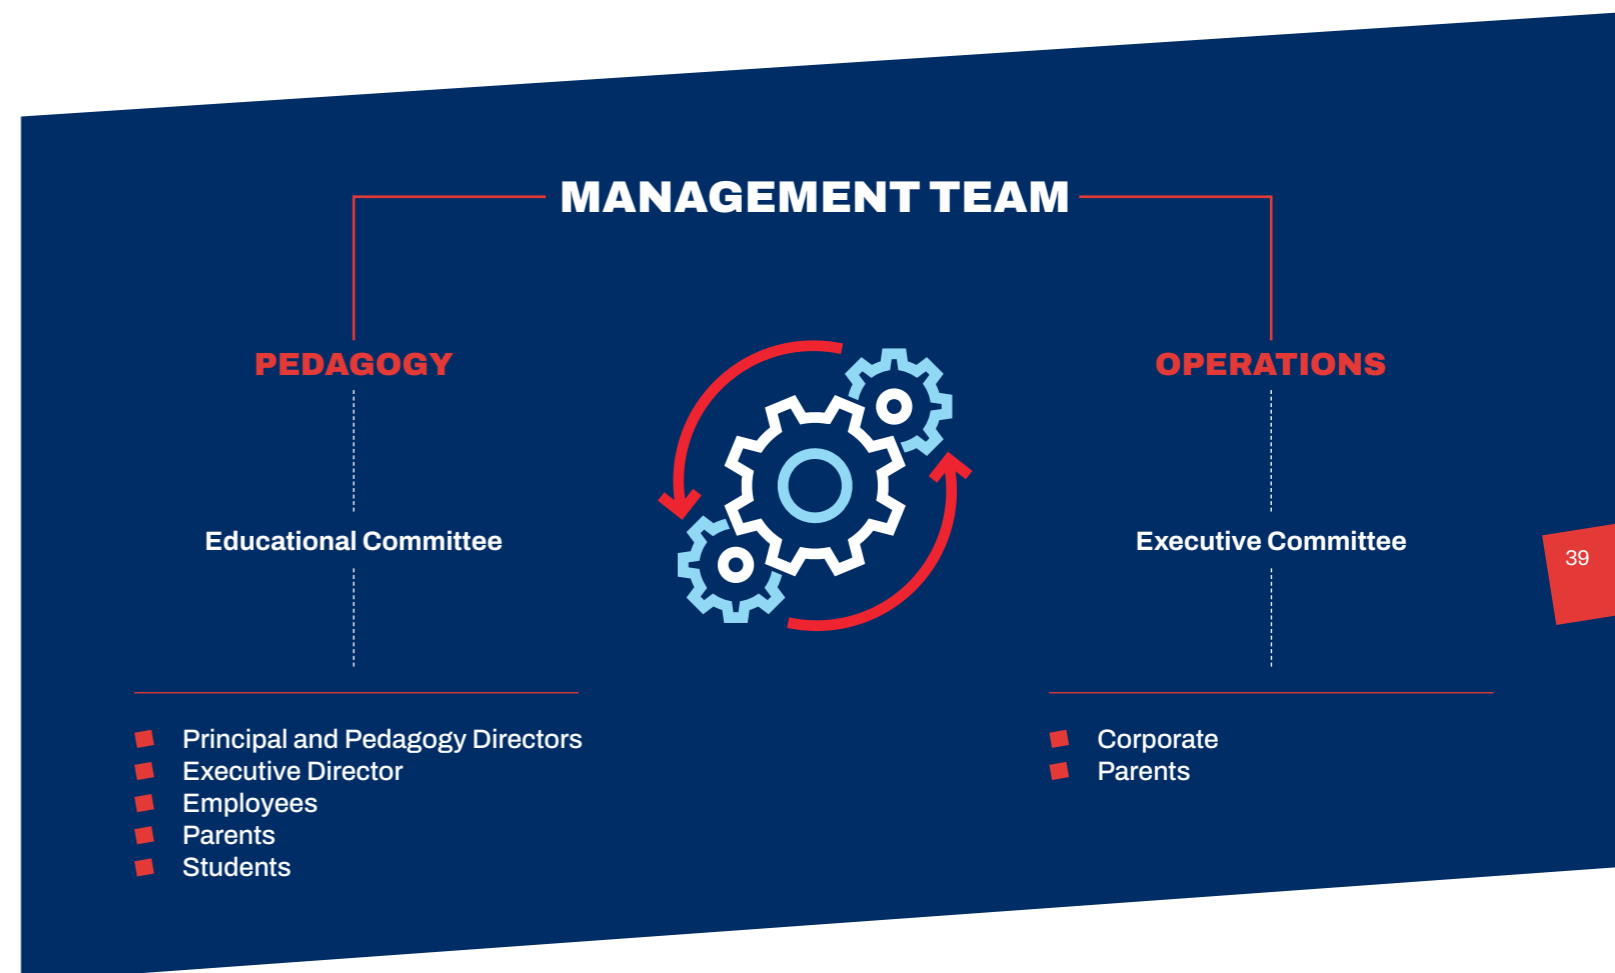 MANAGEMENT TEAM
PEDAGOGY
Educational Committee
Principal and Pedagogy Directors
Executive Director
Employees
Parents
Students
OPERATIONS
Executive Committee
Corporate
Parents
39